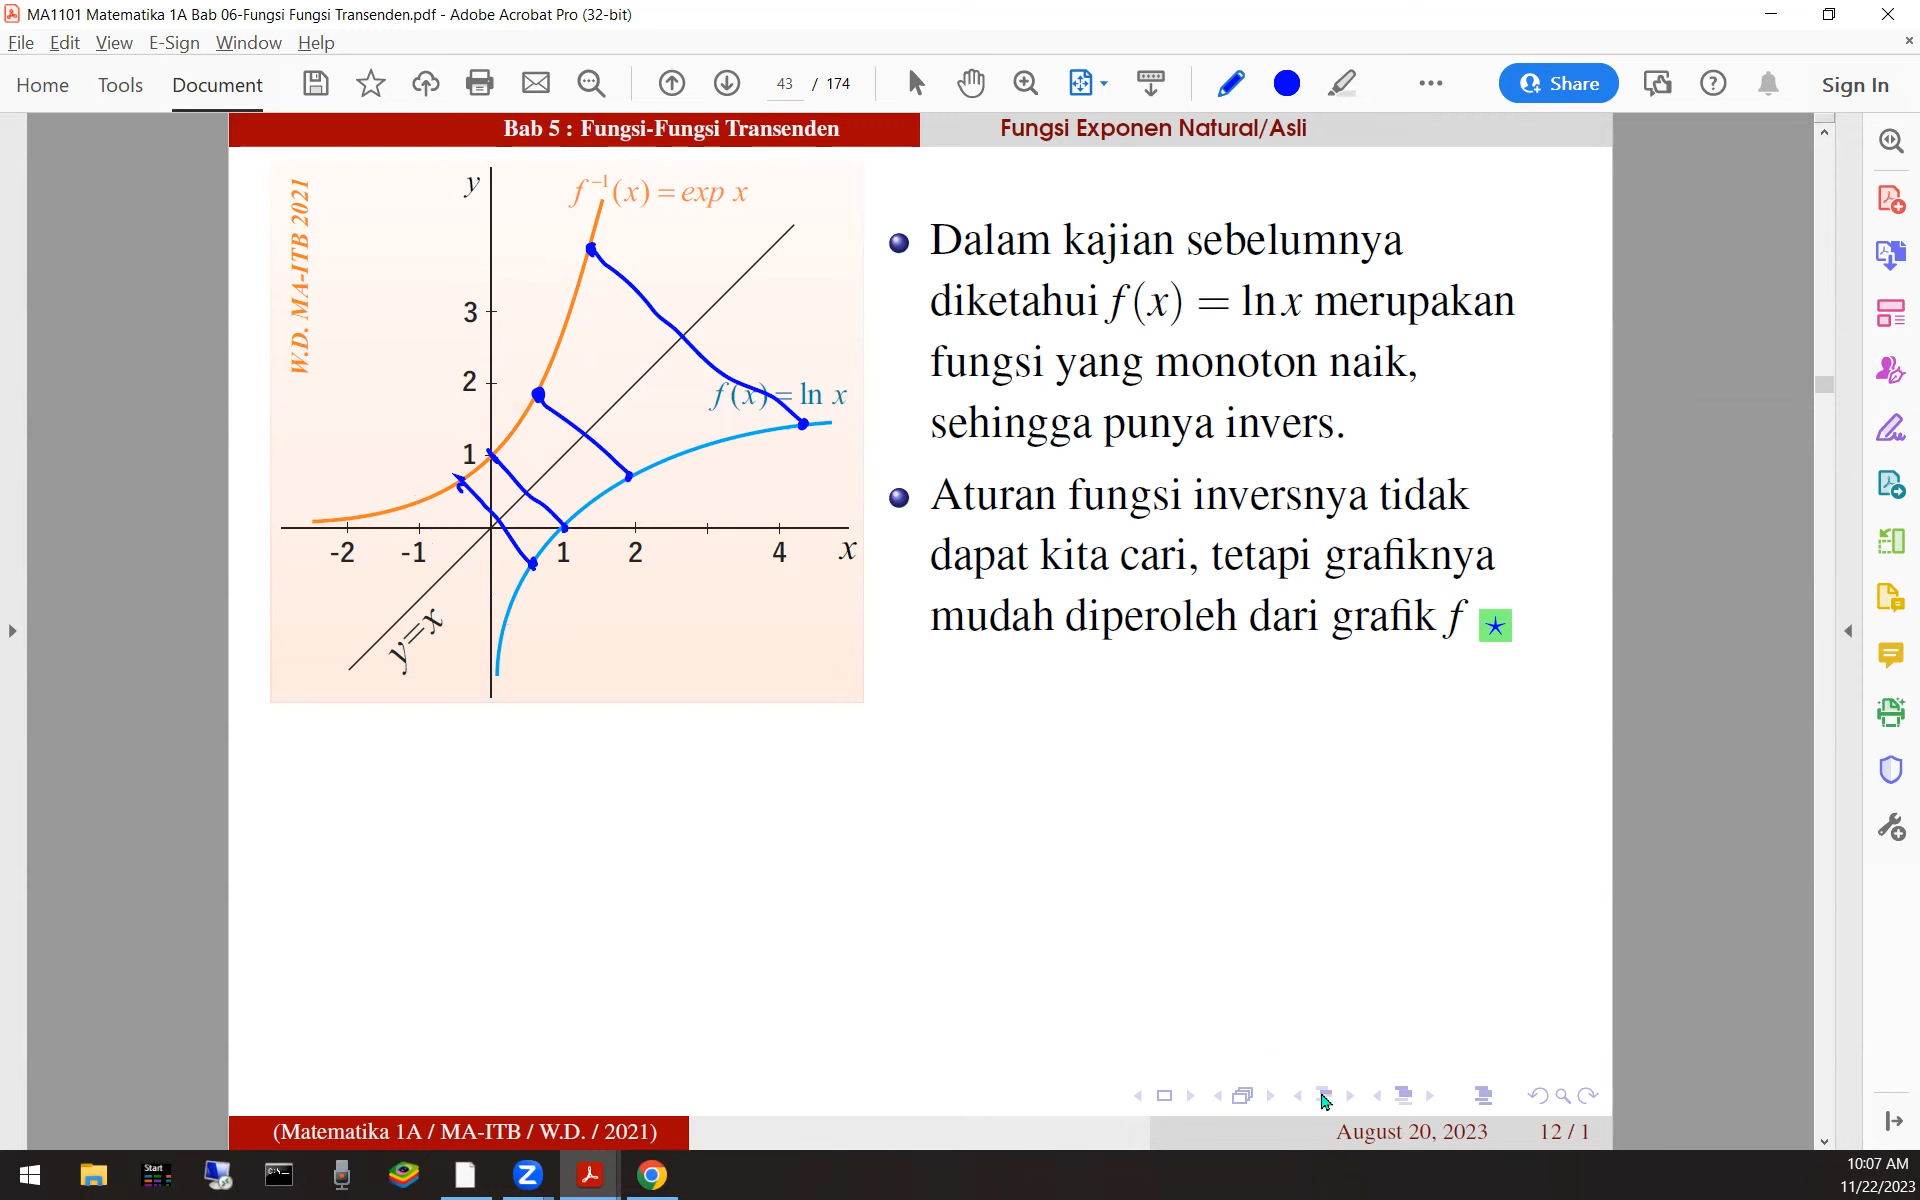 MA1101 Matematika 1A Bab 06-Fungsi Fungsi Transenden.pdf - Adobe Acrobat Pro (32-bit)
File Edit View E-Sign Window Help
Home Tools Document 43 / 174 Share Sign In
Bab 5 : Fungsi-Fungsi Transenden Fungsi Exponen Natural/Asli
W.D. MA-ITB 2021
y
f⁻¹(x) = exp x
3
2
f(x) = ln x
1
-2 -1 1 2 4 x
y=x
Dalam kajian sebelumnya
diketahui f(x) = ln x merupakan
fungsi yang monoton naik,
sehingga punya invers.
Aturan fungsi inversnya tidak
dapat kita cari, tetapi grafiknya
mudah diperoleh dari grafik f
(Matematika 1A / MA-ITB / W.D. / 2021) August 20, 2023 12 / 1
Start
10:07 AM
11/22/2023